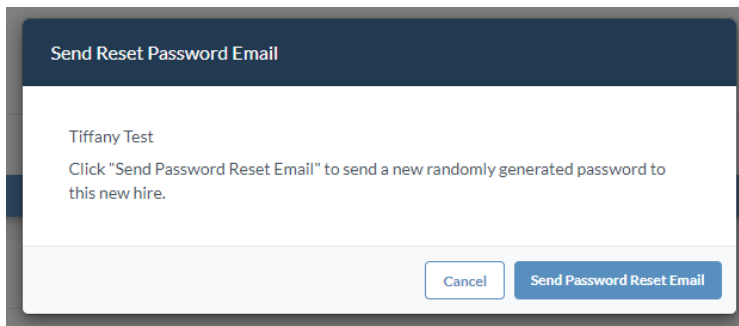 Send Reset Password Email
Tiffany Test
Click "Send Password Reset Email" to send a new randomly generated password to
this new hire.
Cancel
Send Password Reset Email